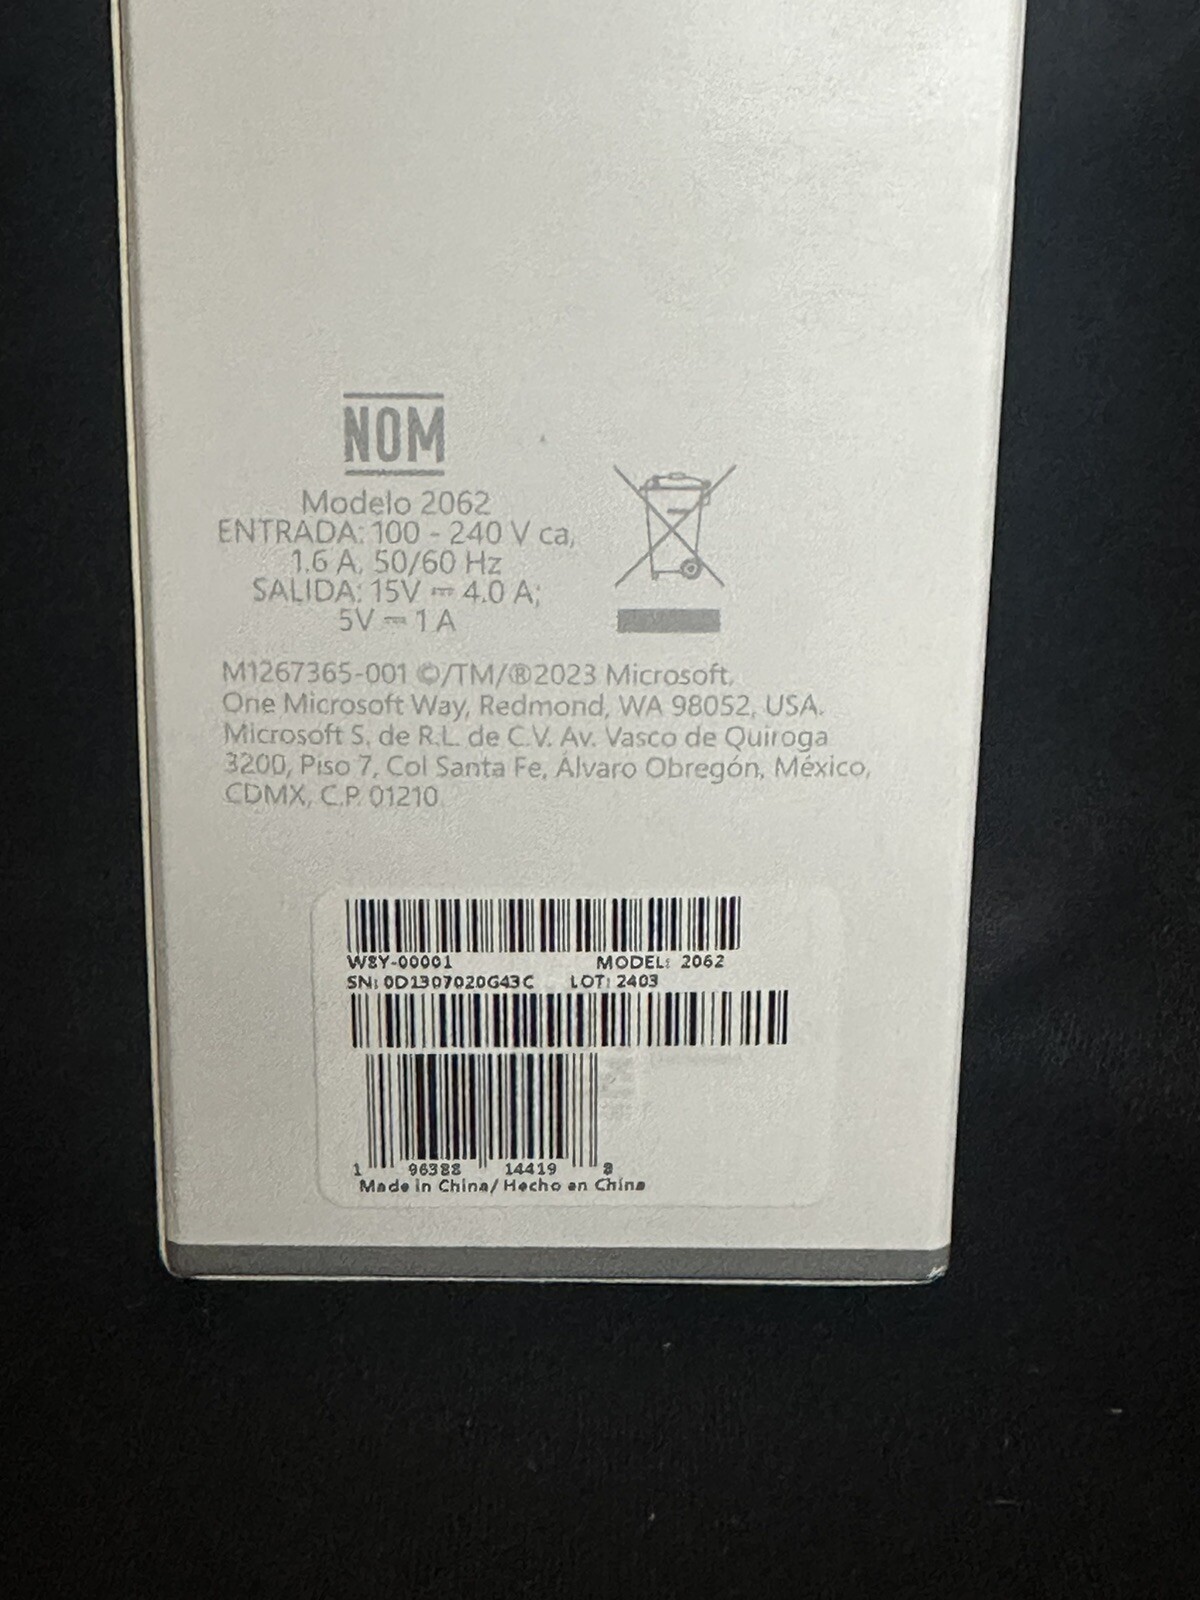 NOM
Modelo 2062
ENTRADA: 100 - 240 V ca,
1.6 A, 50/60 Hz
SALIDA: 15V ⎓ 4.0 A;
5V ⎓ 1 A
M1267365-001 ©/TM/®2023 Microsoft,
One Microsoft Way, Redmond, WA 98052, USA.
Microsoft S. de R.L. de C.V. Av. Vasco de Quiroga
3200, Piso 7, Col Santa Fe, Álvaro Obregón, México,
CDMX, C.P. 01210
W8Y-00001 MODEL: 2062
SN: 0D1307020G43C LOT: 2403
1 96388 14419 8
Made in China/ Hecho en China